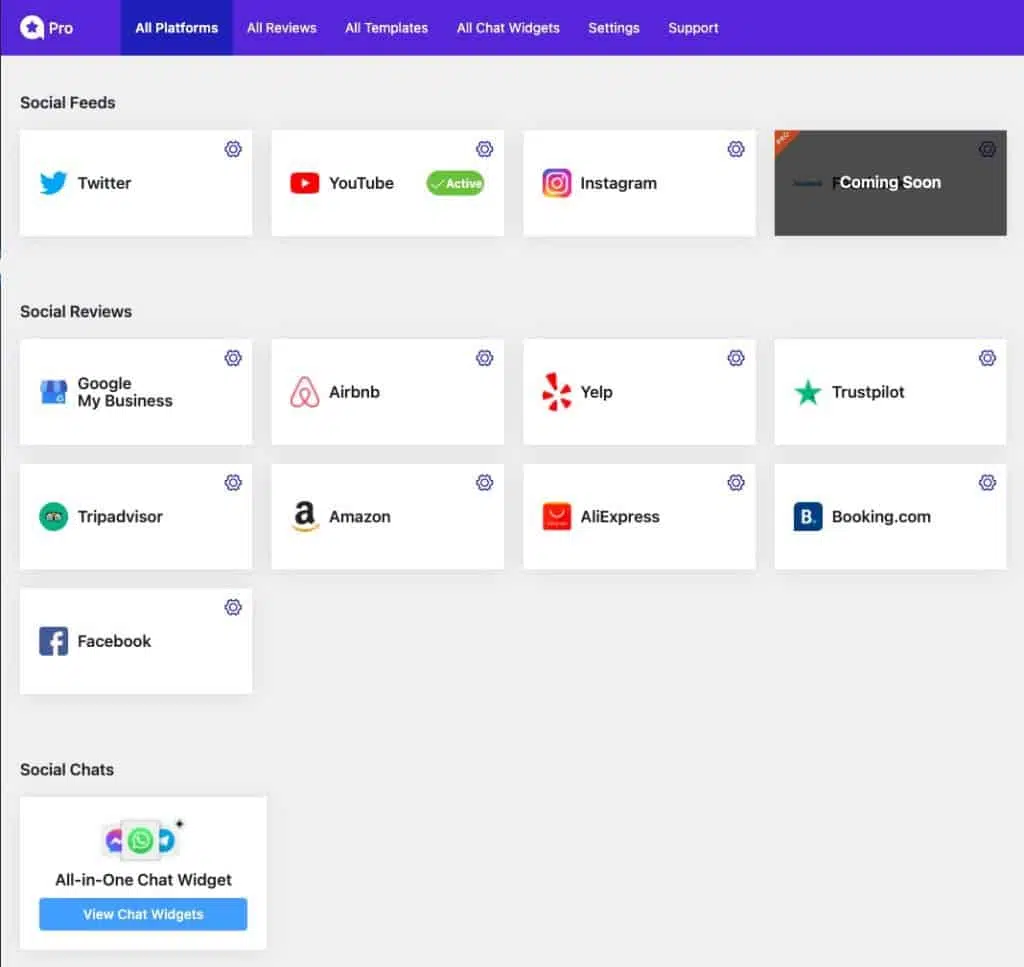 Pro
All Platforms
All Reviews
All Templates
All Chat Widgets
Settings
Support
Social Feeds
Twitter
YouTube
Active
Instagram
PRO
Coming Soon
Social Reviews
Google
My Business
Airbnb
Yelp
Trustpilot
Tripadvisor
a
Amazon
AliExpress
B.
Booking.com
f
Facebook
Social Chats
All-in-One Chat Widget
View Chat Widgets